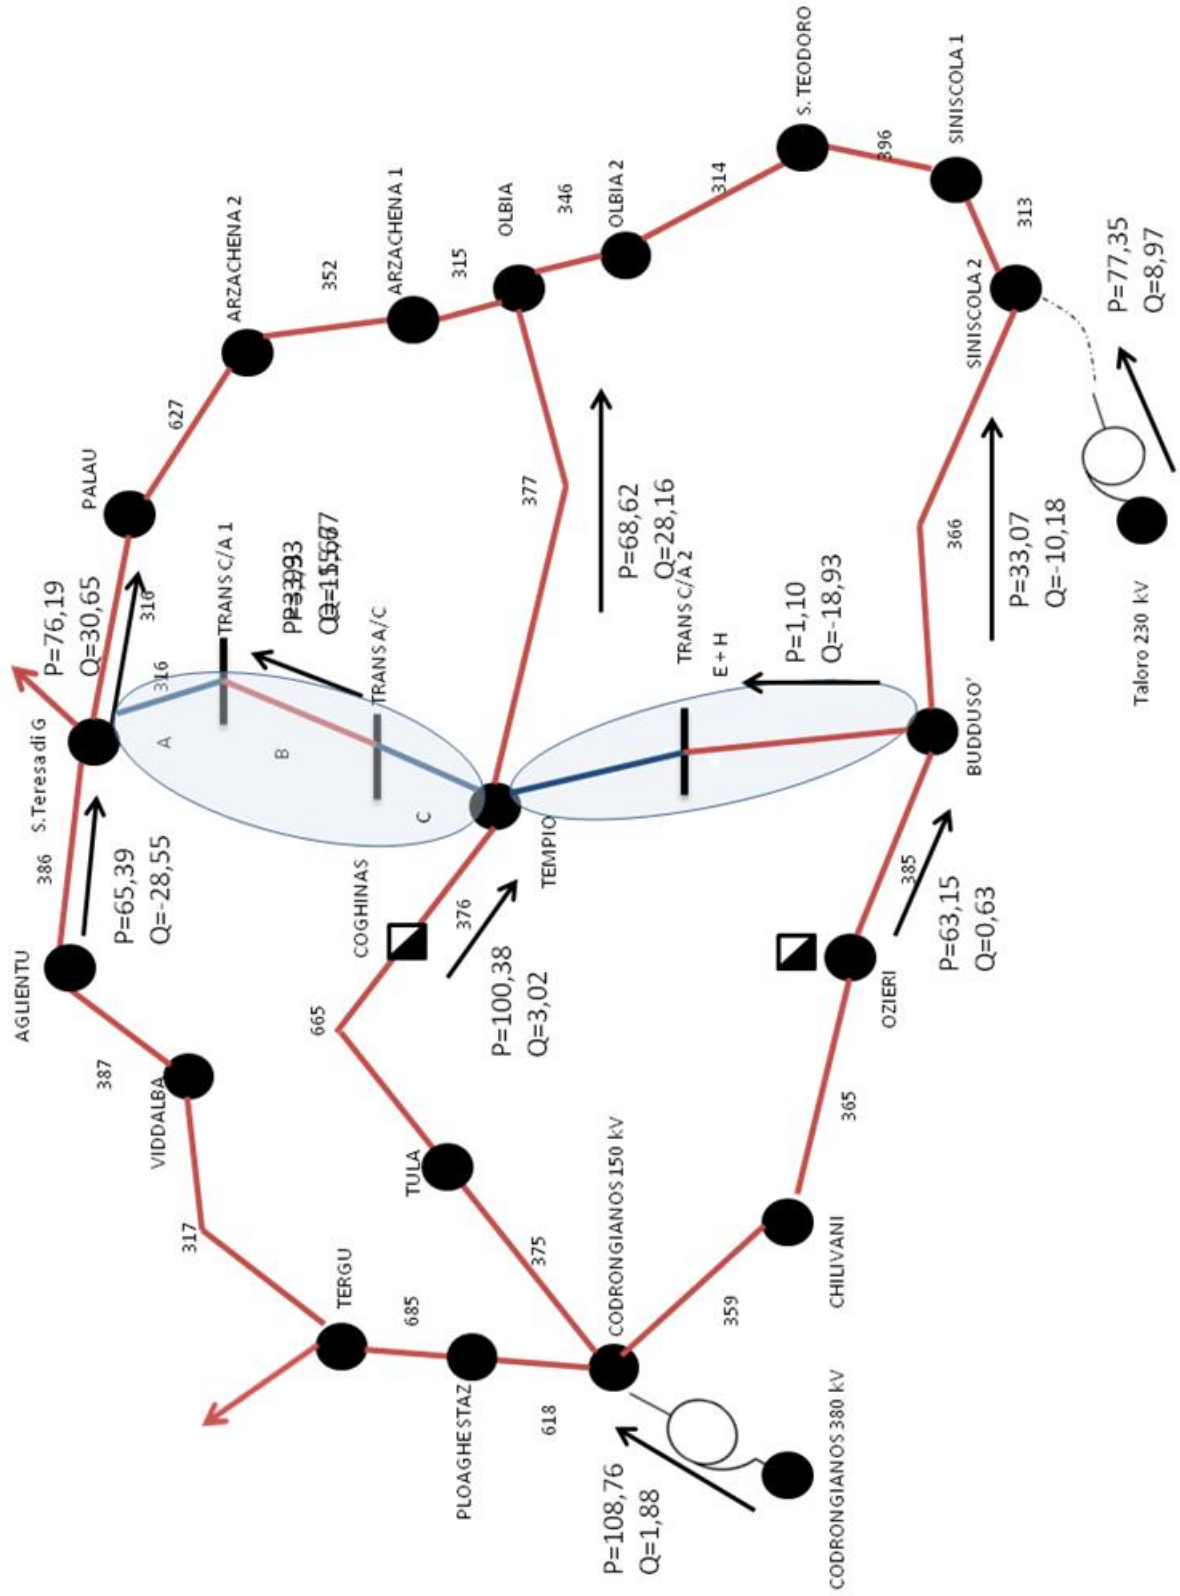 AGLIENTU
386
P=65,39
Q=-28,55
S.Teresa di G
P=76,19
Q=30,65
316
316
PALAU
627
ARZACHENA 2
352
ARZACHENA 1
315
OLBIA
346
OLBIA 2
314
S. TEODORO
396
SINISCOLA 1
313
SINISCOLA 2
P=77,35
Q=8,97
Taloro 230 kV
TRANS C/A 1
TRANS A/C
A
B
C
377
P=68,62
Q=28,16
TRANS C/A 2
E + H
P=1,10
Q=-18,93
366
P=33,07
Q=-10,18
BUDDUSO'
TEMPIO
COGHINAS
376
P=100,38
Q=3,02
665
385
P=63,15
Q=0,63
OZIERI
365
387
VIDDALBA
317
TULA
375
TERGU
685
PLOAGHE STAZ
618
CODRONGIANOS 150 kV
359
CHILIVANI
P=108,76
Q=1,88
CODRONGIANOS 380 kV